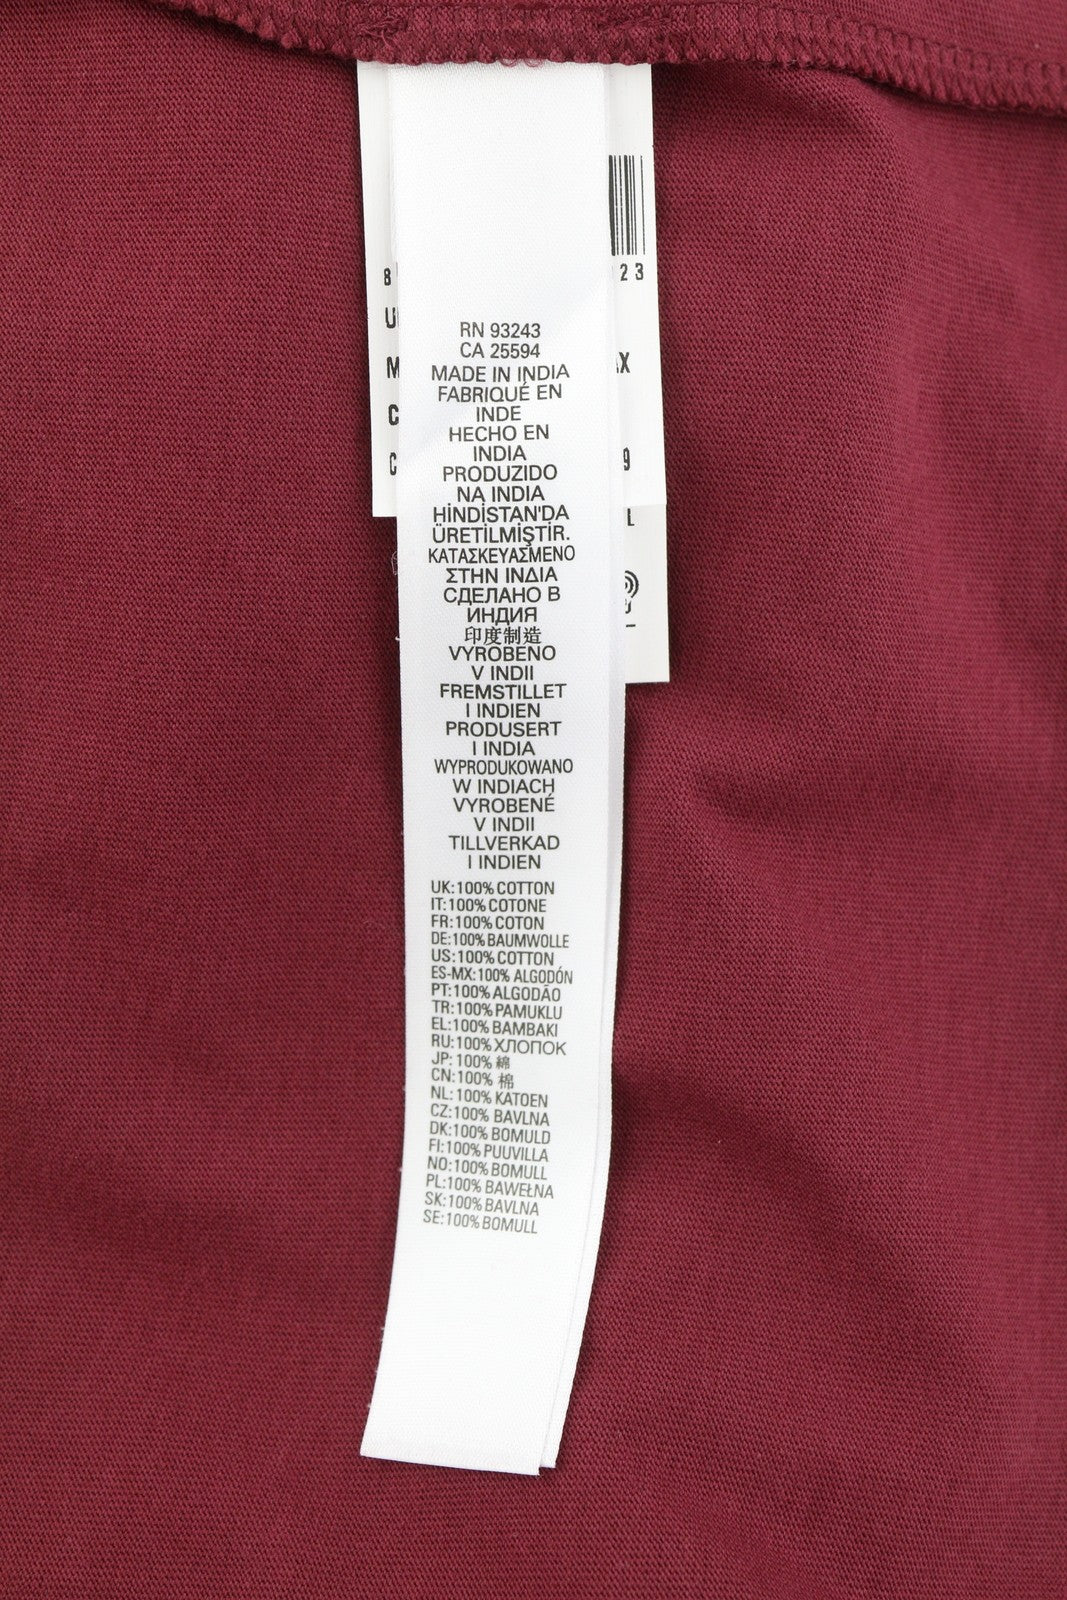 23
RN 93243
CA 25594
MADE IN INDIA
FABRIQUÉ EN
INDE
HECHO EN
INDIA
PRODUZIDO
NA INDIA
HİNDİSTAN'DA
ÜRETİLMİŞTİR.
ΚΑΤΑΣΚΕΥΑΣΜΕΝΟ
ΣΤΗΝ ΙΝΔΙΑ
СДЕЛАНО В
ИНДИЯ
印度制造
VYROBENO
V INDII
FREMSTILLET
I INDIEN
PRODUSERT
I INDIA
WYPRODUKOWANO
W INDIACH
VYROBENÉ
V INDII
TILLVERKAD
I INDIEN
UK:100% COTTON
IT:100% COTONE
FR:100% COTON
DE:100% BAUMWOLLE
US:100% COTTON
ES-MX:100% ALGODÓN
PT:100% ALGODÃO
TR:100% PAMUKLU
EL:100% BAMBAKI
RU:100% ХЛОПОК
JP:100% 綿
CN:100% 棉
NL:100% KATOEN
CZ:100% BAVLNA
DK:100% BOMULD
FI:100% PUUVILLA
NO:100% BOMULL
PL:100% BAWEŁNA
SK:100% BAVLNA
SE:100% BOMULL